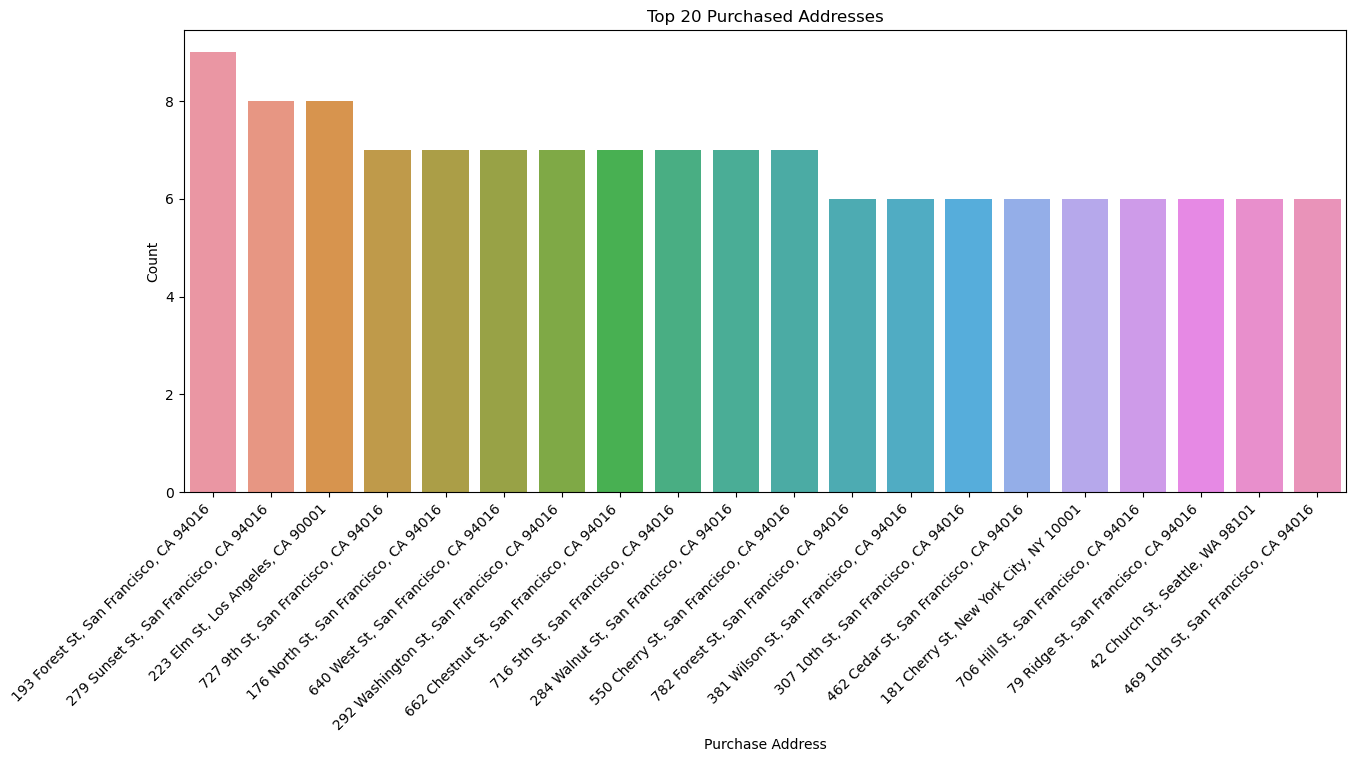 Top 20 Purchased Addresses
Count
8
6
4
2
0
193 Forest St, San Francisco, CA 94016
279 Sunset St, San Francisco, CA 94016
223 Elm St, Los Angeles, CA 90001
727 9th St, San Francisco, CA 94016
176 North St, San Francisco, CA 94016
640 West St, San Francisco, CA 94016
292 Washington St, San Francisco, CA 94016
662 Chestnut St, San Francisco, CA 94016
716 5th St, San Francisco, CA 94016
284 Walnut St, San Francisco, CA 94016
550 Cherry St, San Francisco, CA 94016
782 Forest St, San Francisco, CA 94016
381 Wilson St, San Francisco, CA 94016
307 10th St, San Francisco, CA 94016
462 Cedar St, San Francisco, CA 94016
181 Cherry St, New York City, NY 10001
706 Hill St, San Francisco, CA 94016
79 Ridge St, San Francisco, CA 94016
42 Church St, Seattle, WA 98101
469 10th St, San Francisco, CA 94016
Purchase Address